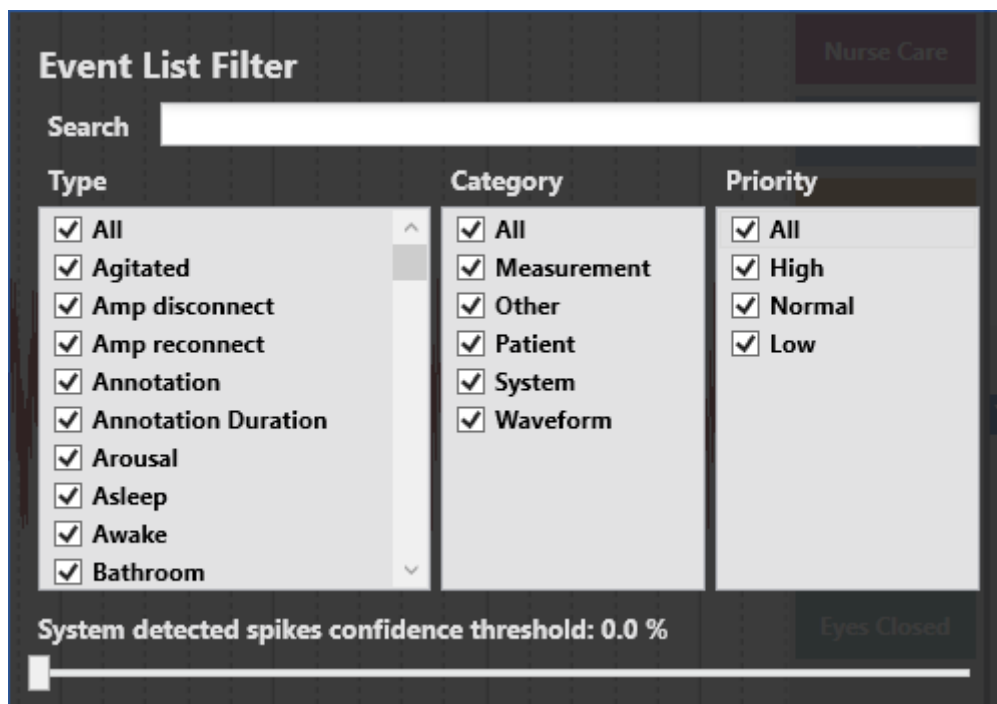 Nurse Care
Event List Filter
Search
Type
Category
Priority
All
Agitated
Amp disconnect
Amp reconnect
Annotation
Annotation Duration
Arousal
Asleep
Awake
Bathroom
All
Measurement
Other
Patient
System
Waveform
All
High
Normal
Low
System detected spikes confidence threshold: 0.0 %
Eyes Closed